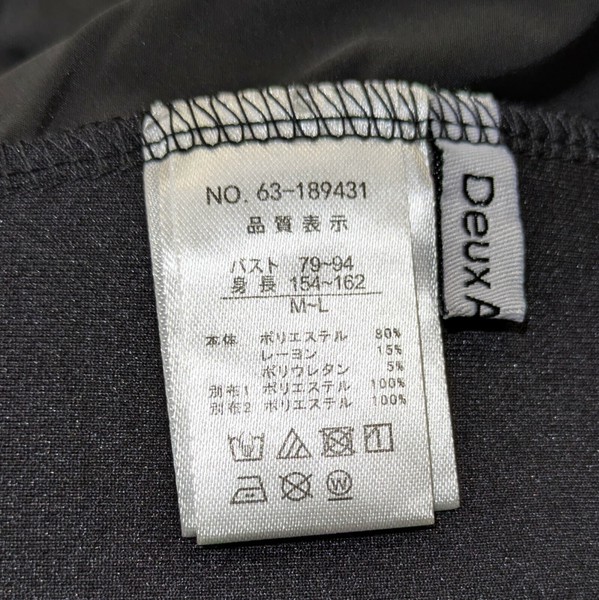 NO. 63-189431
品質表示
バスト 79~94
身長 154~162
M~L
本体 ポリエステル 80%
レーヨン 15%
ポリウレタン 5%
別布1 ポリエステル 100%
別布2 ポリエステル 100%
W
Deux A